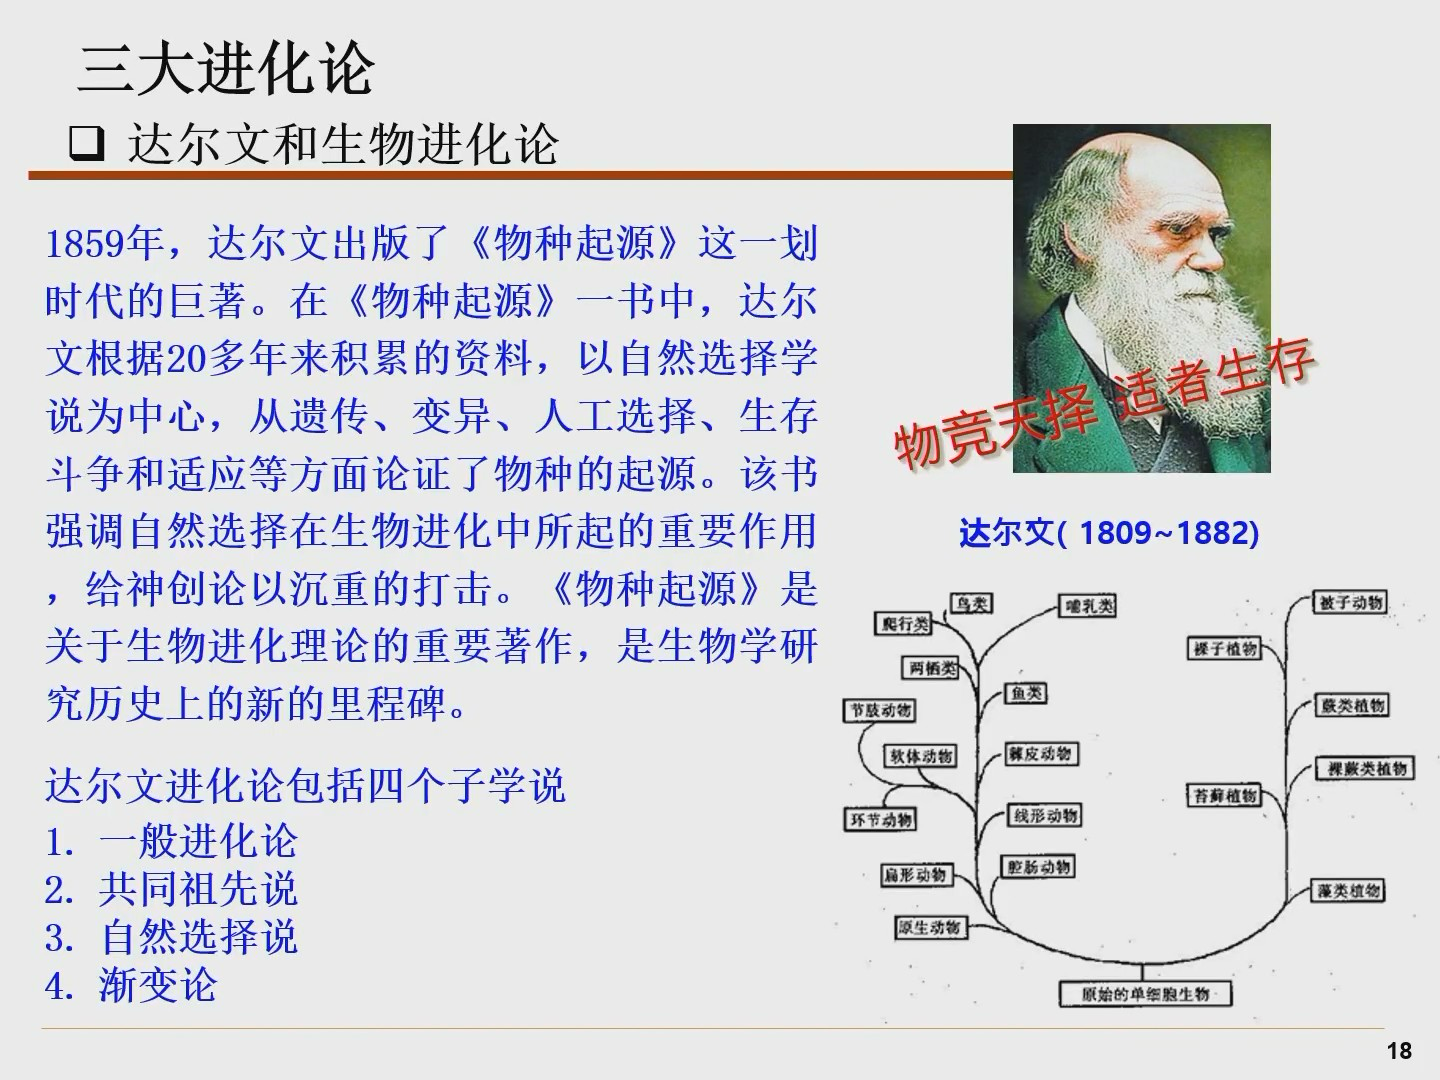 三大进化论
达尔文和生物进化论
1859年，达尔文出版了《物种起源》这一划
时代的巨著。在《物种起源》一书中，达尔
文根据20多年来积累的资料，以自然选择学
说为中心，从遗传、变异、人工选择、生存
斗争和适应等方面论证了物种的起源。该书
强调自然选择在生物进化中所起的重要作用
，给神创论以沉重的打击。《物种起源》是
关于生物进化理论的重要著作，是生物学研
究历史上的新的里程碑。
达尔文进化论包括四个子学说
1. 一般进化论
2. 共同祖先说
3. 自然选择说
4. 渐变论
物竞天择 适者生存
达尔文( 1809~1882)
鸟类
哺乳类
爬行类
两栖类
鱼类
节肢动物
软体动物
棘皮动物
环节动物
线形动物
扁形动物
腔肠动物
原生动物
被子动物
裸子植物
蕨类植物
裸蕨类植物
苔藓植物
藻类植物
原始的单细胞生物
18